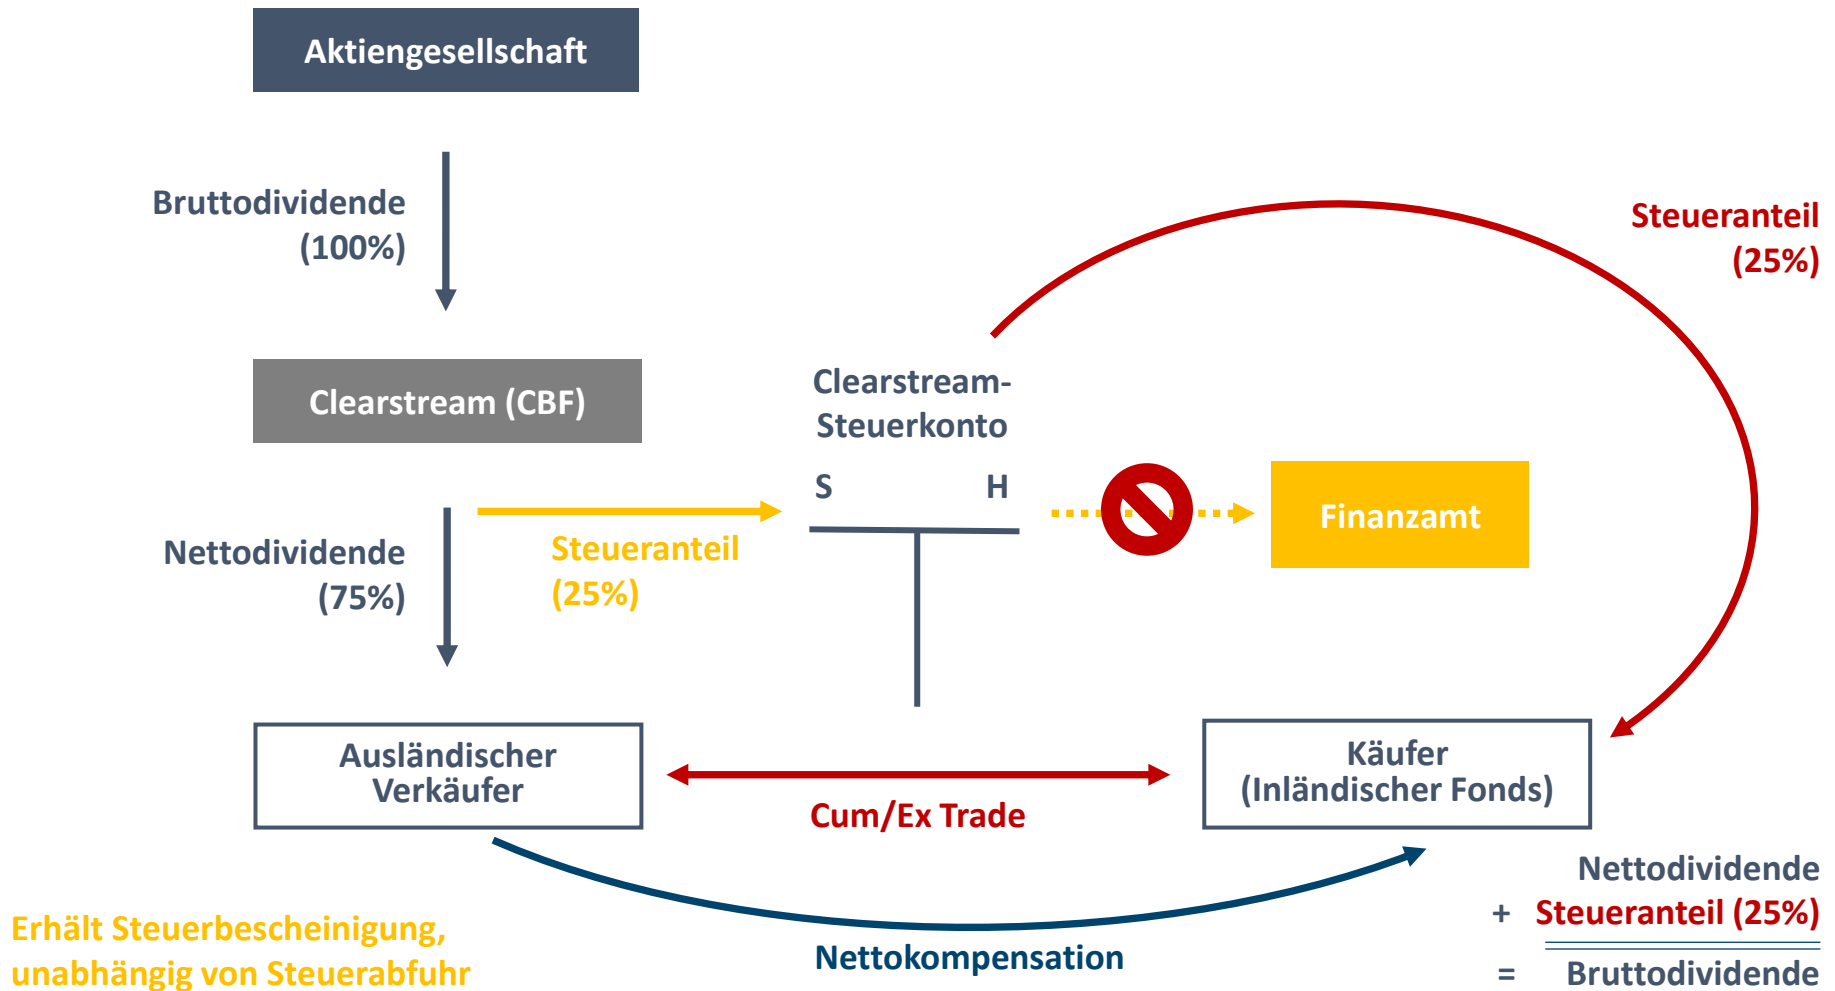 Aktiengesellschaft
Bruttodividende
(100%)
Steueranteil
(25%)
Clearstream (CBF)
Clearstream-
Steuerkonto
S H
Nettodividende
(75%)
Steueranteil
(25%)
Finanzamt
Ausländischer
Verkäufer
Cum/Ex Trade
Käufer
(Inländischer Fonds)
Erhält Steuerbescheinigung,
unabhängig von Steuerabfuhr
Nettokompensation
Nettodividende
+ Steueranteil (25%)
= Bruttodividende